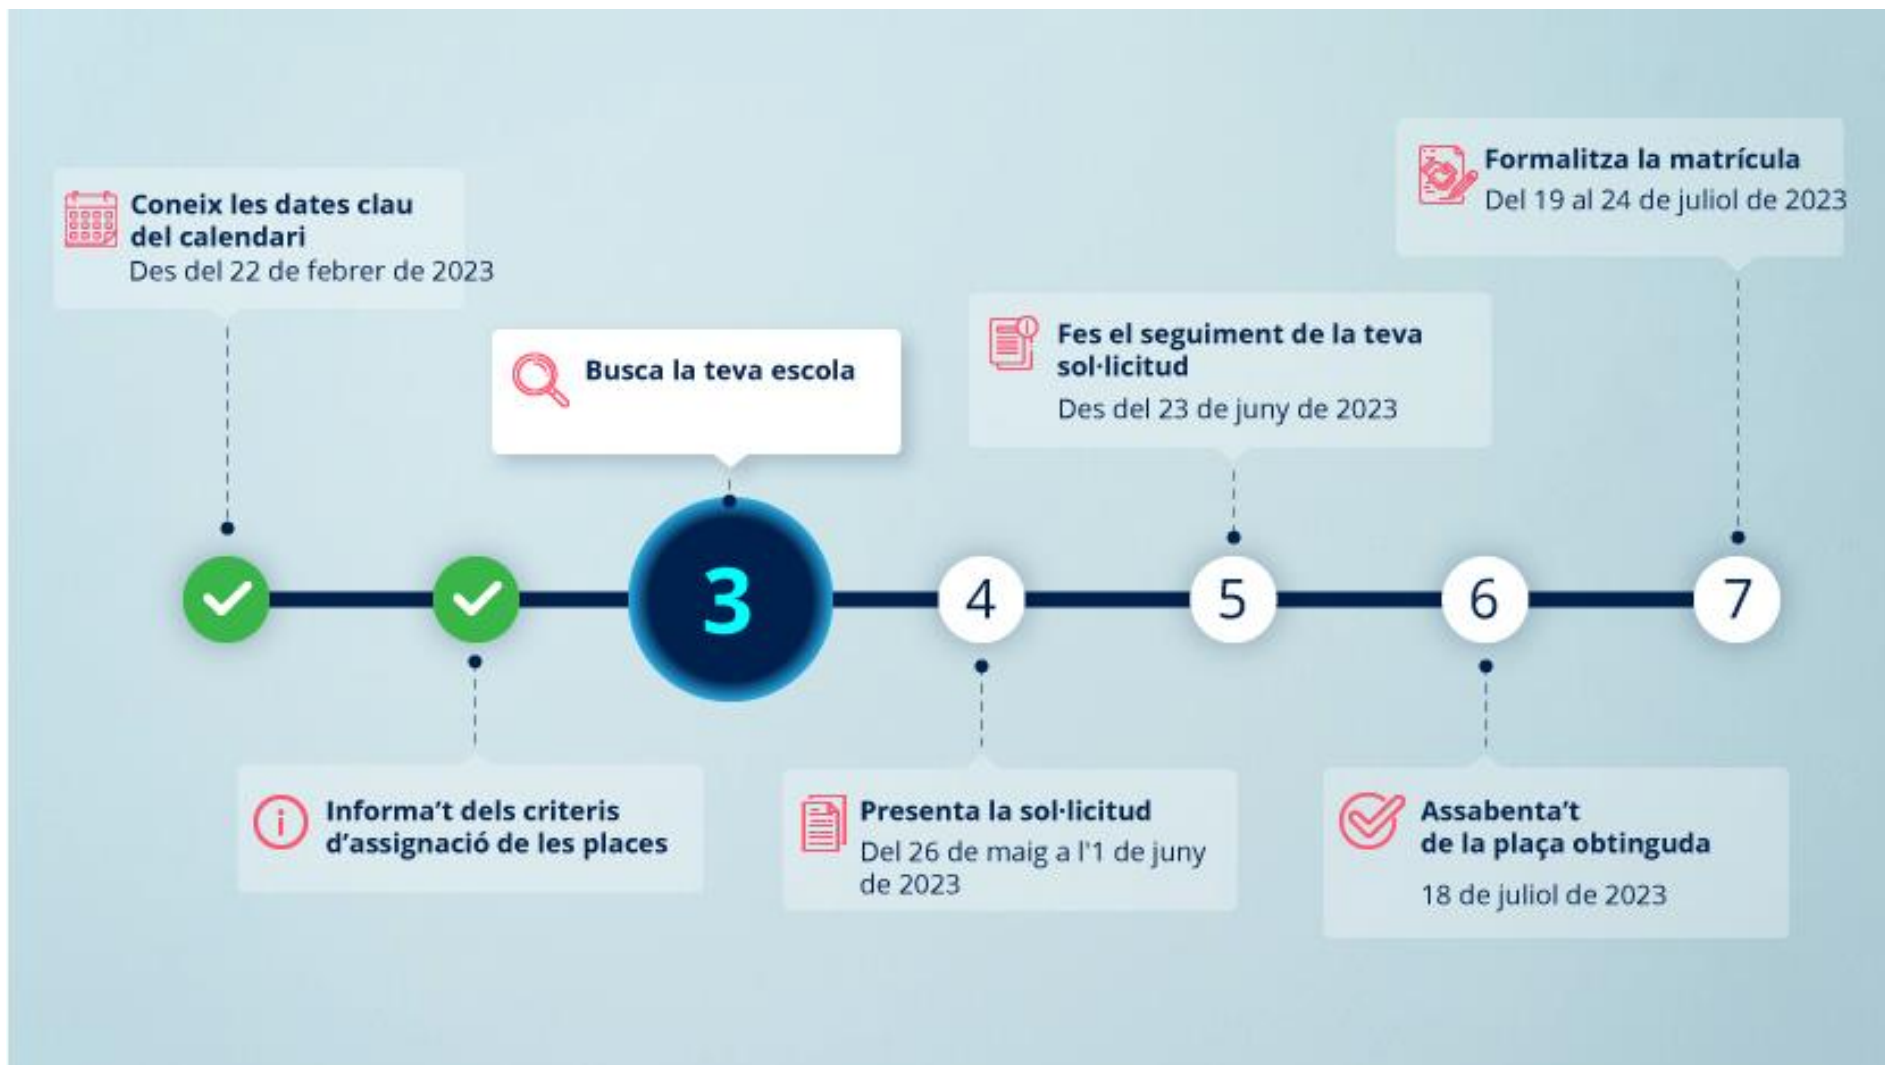 Coneix les dates clau
del calendari
Des del 22 de febrer de 2023
Informa't dels criteris
d'assignació de les places
Busca la teva escola
3
Presenta la sol·licitud
Del 26 de maig a l'1 de juny
de 2023
4
Fes el seguiment de la teva
sol·licitud
Des del 23 de juny de 2023
5
Assabenta't
de la plaça obtinguda
18 de juliol de 2023
6
Formalitza la matrícula
Del 19 al 24 de juliol de 2023
7